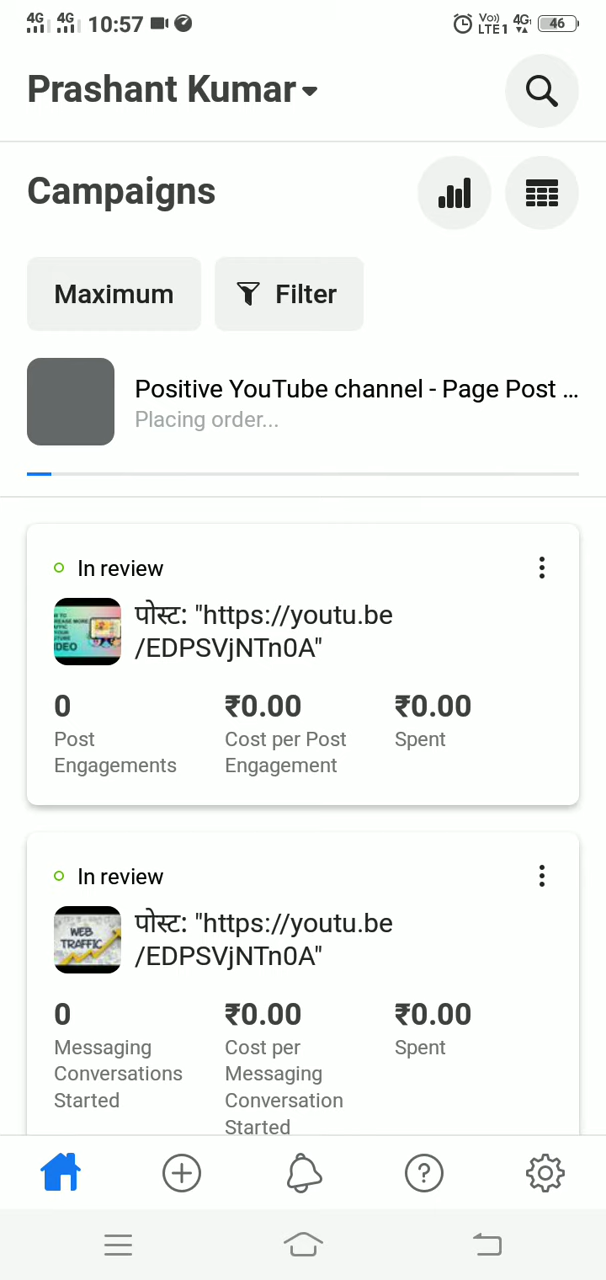 4G 4G 10:57 Vo) LTE1 4G 46
Prashant Kumar
Campaigns
Maximum Filter
Positive YouTube channel - Page Post ...
Placing order...
In review
पोस्ट: "https://youtu.be
/EDPSVjNTn0A"
0 ₹0.00 ₹0.00
Post Cost per Post Spent
Engagements Engagement
In review
WEB
TRAFFIC
पोस्ट: "https://youtu.be
/EDPSVjNTn0A"
0 ₹0.00 ₹0.00
Messaging Cost per Spent
Conversations Messaging
Started Conversation
Started